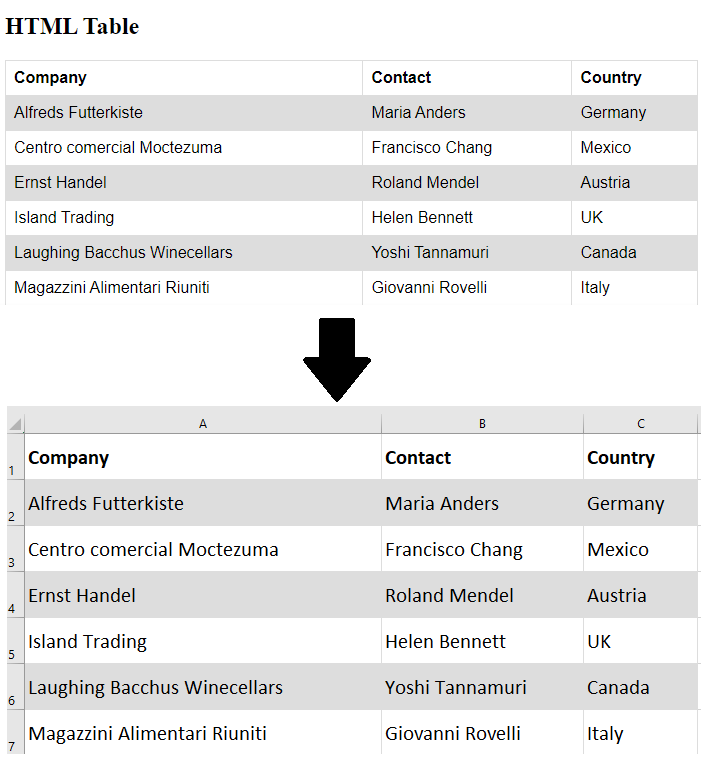 HTML Table
Company Contact Country
Alfreds Futterkiste Maria Anders Germany
Centro comercial Moctezuma Francisco Chang Mexico
Ernst Handel Roland Mendel Austria
Island Trading Helen Bennett UK
Laughing Bacchus Winecellars Yoshi Tannamuri Canada
Magazzini Alimentari Riuniti Giovanni Rovelli Italy
A B C
1 Company Contact Country
2 Alfreds Futterkiste Maria Anders Germany
3 Centro comercial Moctezuma Francisco Chang Mexico
4 Ernst Handel Roland Mendel Austria
5 Island Trading Helen Bennett UK
6 Laughing Bacchus Winecellars Yoshi Tannamuri Canada
7 Magazzini Alimentari Riuniti Giovanni Rovelli Italy